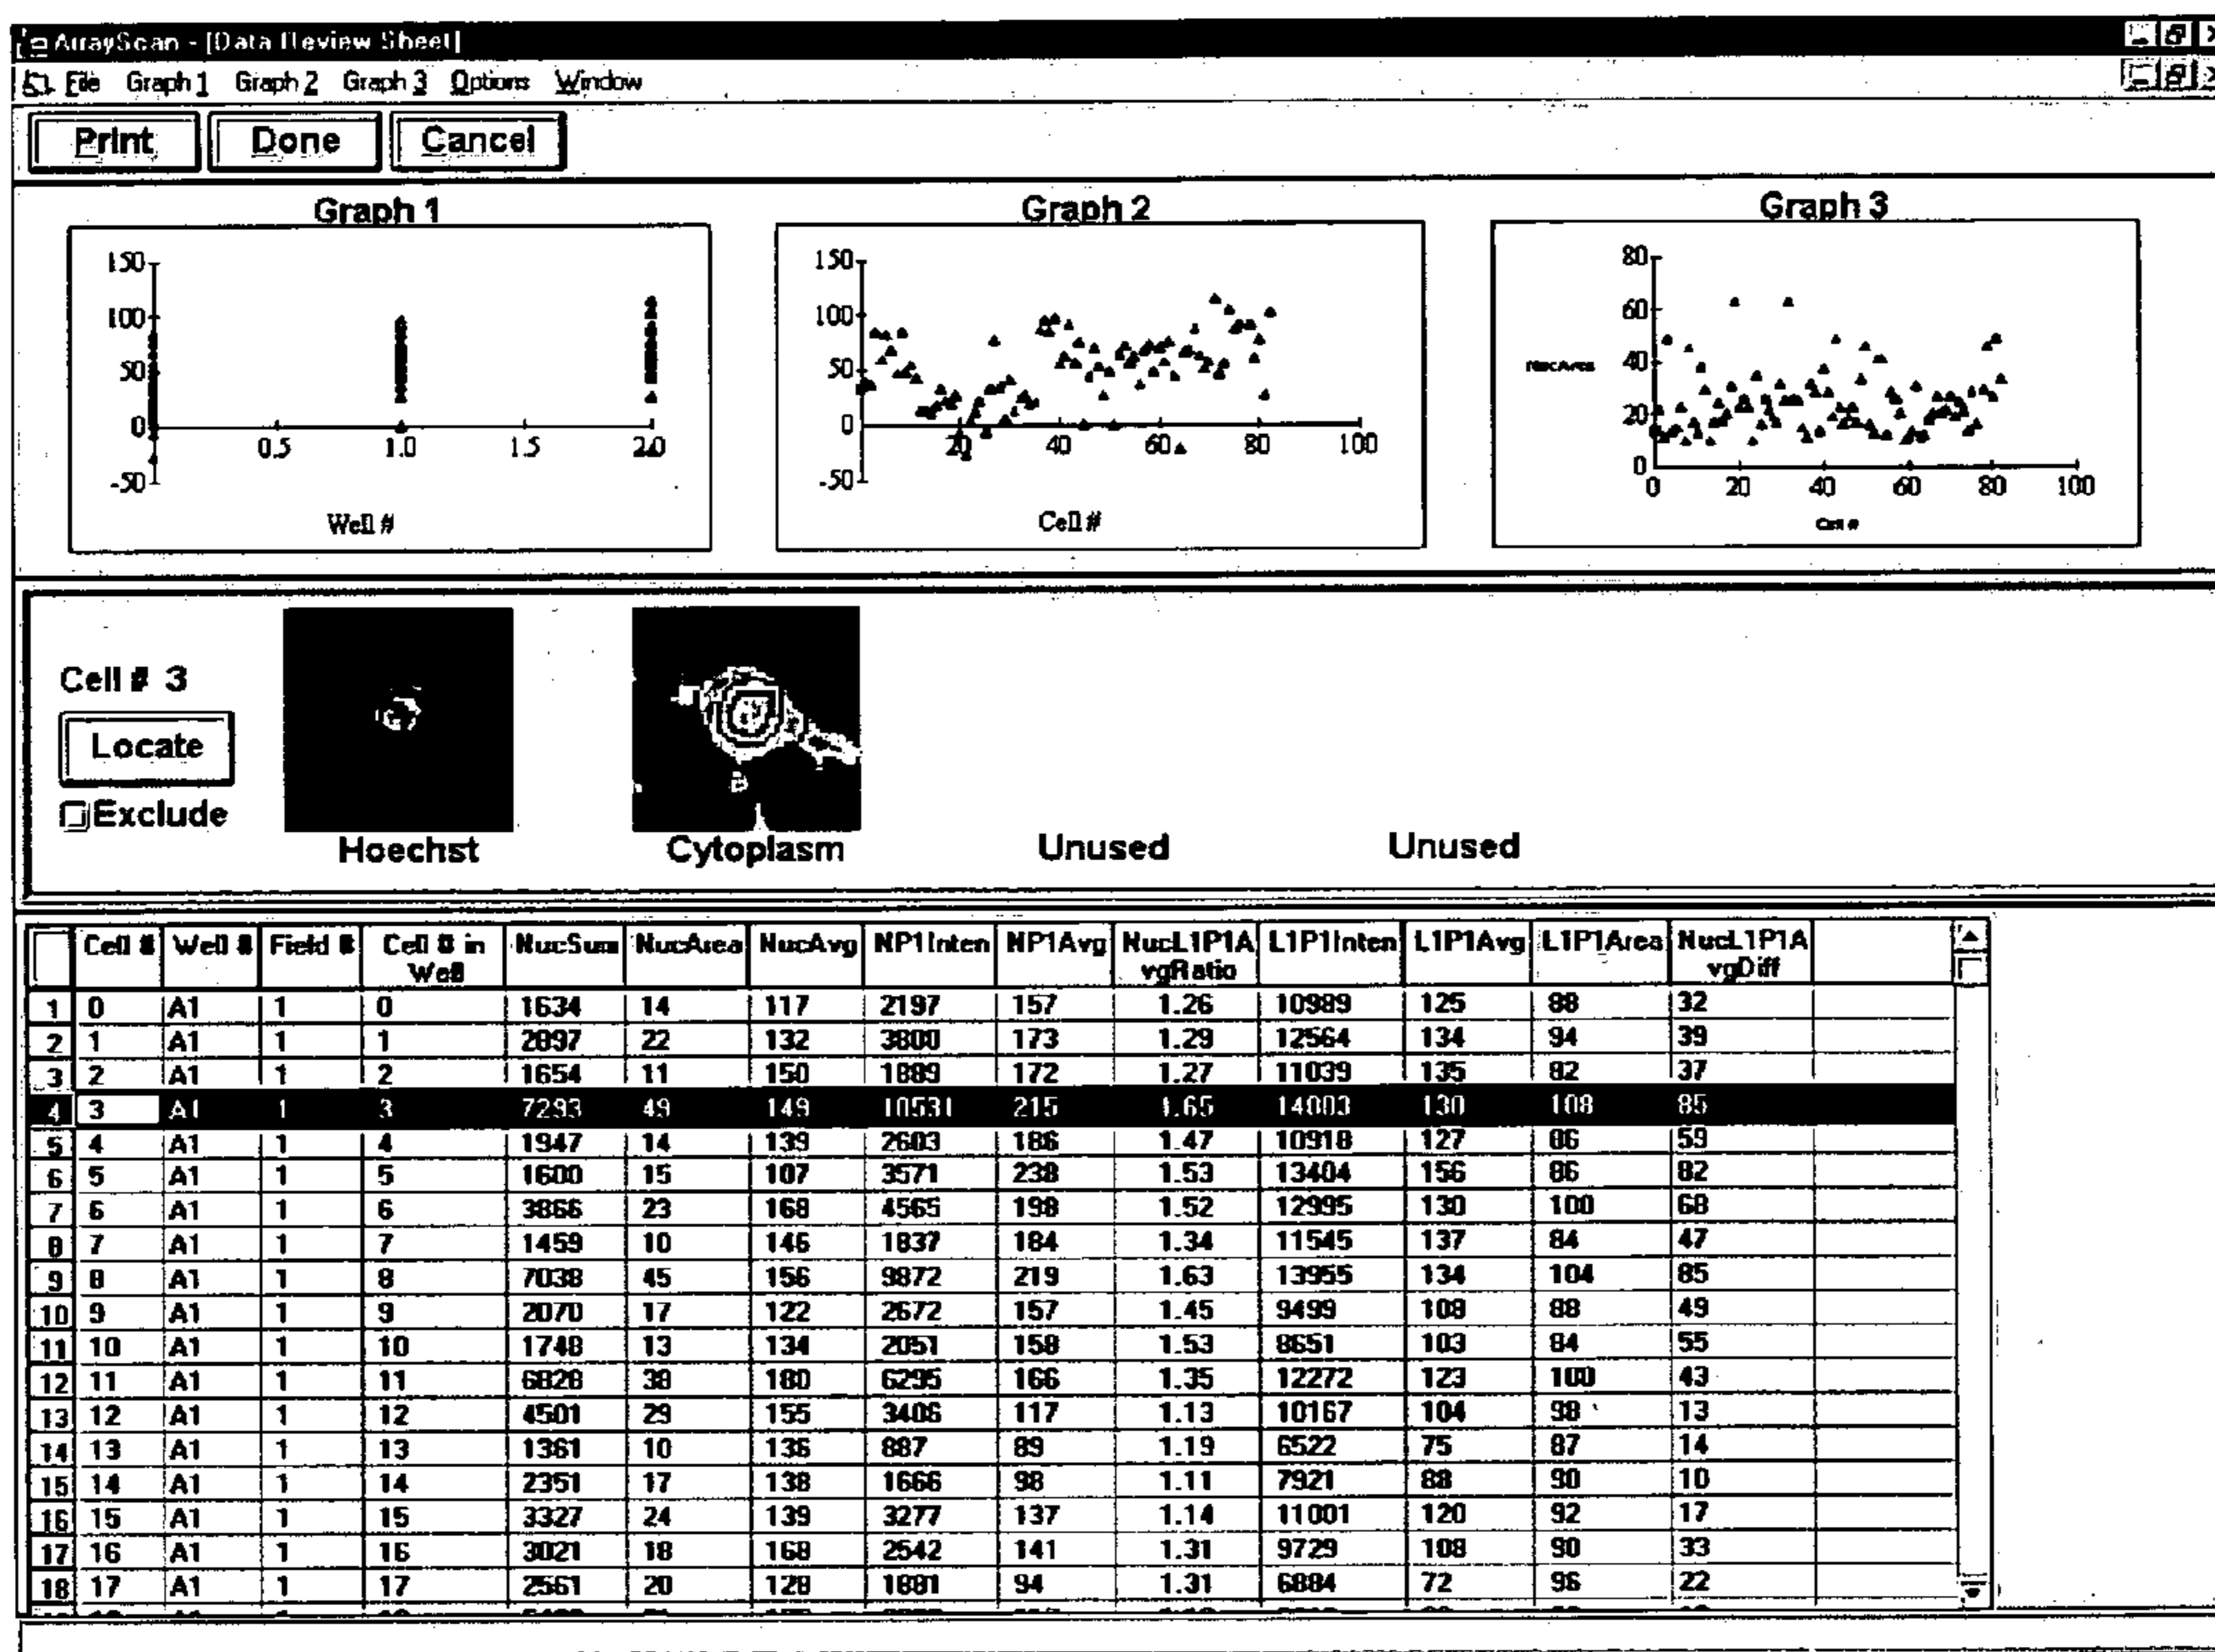 ArrayScan - [Data Review Sheet]
File Graph 1 Graph 2 Graph 3 Options Window
Print Done Cancel
Graph 1 Graph 2 Graph 3
150 100 50 0 -50
0.5 1.0 1.5 2.0
Well #
150 100 50 0 -50
20 40 60 80 100
Cell #
80 60 40 20 0
NucArea
0 20 40 60 80 100
Cell #
Cell # 3
Locate
Exclude
Hoechst Cytoplasm Unused Unused
Cell # Well # Field # Cell # in Well NucSum NucArea NucAvg NP1Inten NP1Avg NucL1P1AvgRatio L1P1Inten L1P1Avg L1P1Area NucL1P1AvgDiff
1 0 A1 1 0 1634 14 117 2197 157 1.26 10989 125 88 32
2 1 A1 1 1 2897 22 132 3800 173 1.29 12564 134 94 39
3 2 A1 1 2 1654 11 150 1889 172 1.27 11039 135 82 37
4 3 A1 1 3 7293 49 149 10531 215 1.65 14003 130 108 85
5 4 A1 1 4 1947 14 139 2603 186 1.47 10918 127 86 59
6 5 A1 1 5 1600 15 107 3571 238 1.53 13404 156 86 82
7 6 A1 1 6 3866 23 168 4565 198 1.52 12995 130 100 68
8 7 A1 1 7 1459 10 146 1837 184 1.34 11545 137 84 47
9 8 A1 1 8 7038 45 156 9872 219 1.63 13955 134 104 85
10 9 A1 1 9 2070 17 122 2672 157 1.45 9499 108 88 49
11 10 A1 1 10 1748 13 134 2051 158 1.53 8651 103 84 55
12 11 A1 1 11 6828 38 180 6295 166 1.35 12272 123 100 43
13 12 A1 1 12 4501 29 155 3406 117 1.13 10167 104 98 13
14 13 A1 1 13 1361 10 136 887 89 1.19 6522 75 87 14
15 14 A1 1 14 2351 17 138 1666 98 1.11 7921 88 90 10
16 15 A1 1 15 3327 24 139 3277 137 1.14 11001 120 92 17
17 16 A1 1 16 3021 18 168 2542 141 1.31 9729 108 90 33
18 17 A1 1 17 2561 20 128 1881 94 1.31 6884 72 96 22